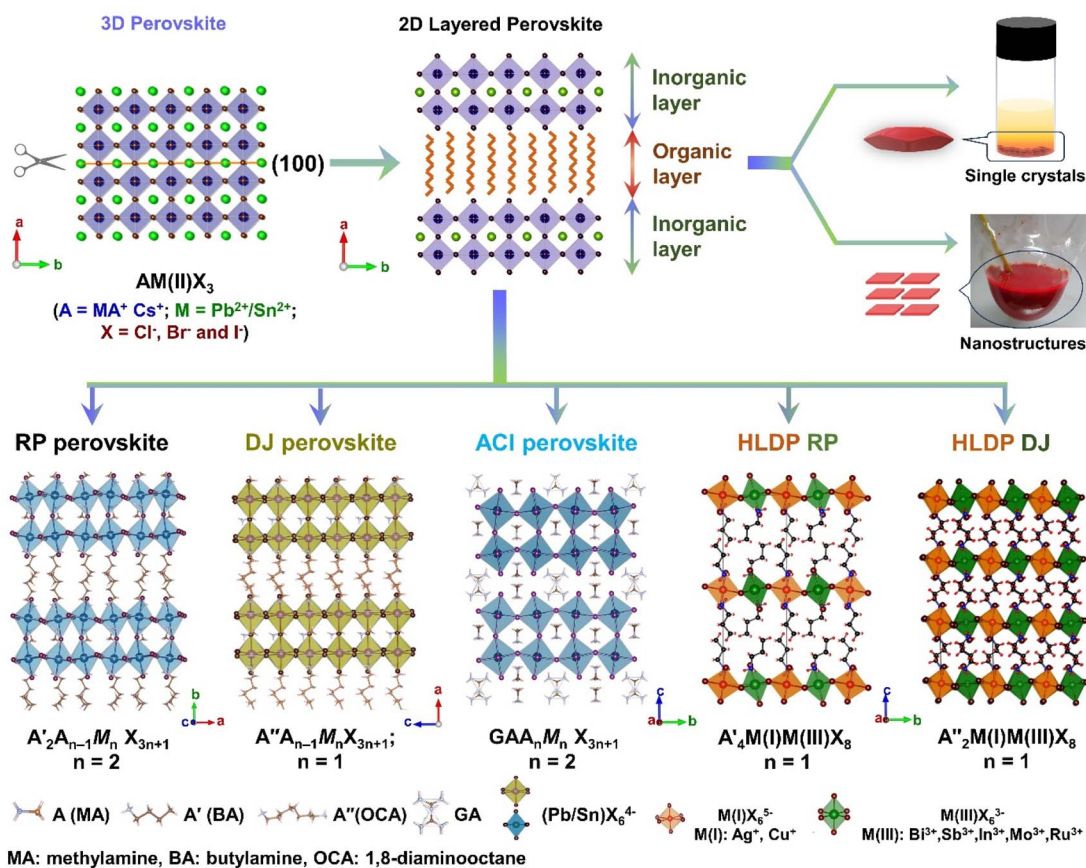 3D Perovskite
2D Layered Perovskite
(100)
a
b
a
b
Inorganic
layer
Organic
layer
Inorganic
layer
Single crystals
Nanostructures
AM(II)X₃
(A = MA⁺ Cs⁺; M = Pb²⁺/Sn²⁺;
X = Cl⁻, Br⁻ and I⁻)
RP perovskite
DJ perovskite
ACI perovskite
HLDP RP
HLDP DJ
b
c
a
a
c
c
a
b
c
a
b
A′₂Aₙ₋₁Mₙ X₃ₙ₊₁
n = 2
A″Aₙ₋₁MₙX₃ₙ₊₁;
n = 1
GAAₙMₙ X₃ₙ₊₁
n = 2
A′₄M(I)M(III)X₈
n = 1
A″₂M(I)M(III)X₈
n = 1
A (MA)
A′ (BA)
A″(OCA)
GA
(Pb/Sn)X₆⁴⁻
M(I)X₆⁵⁻
M(I): Ag⁺, Cu⁺
M(III)X₆³⁻
M(III): Bi³⁺,Sb³⁺,In³⁺,Mo³⁺,Ru³⁺
MA: methylamine, BA: butylamine, OCA: 1,8-diaminooctane